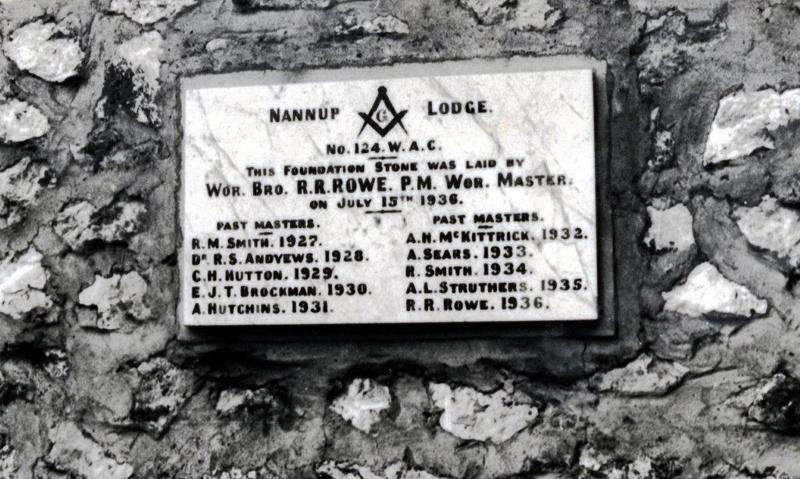 NANNUP G LODGE.
No. 124. W.A.C.
THIS FOUNDATION STONE WAS LAID BY
WOR. BRO. R.R.ROWE. P.M. WOR. MASTER.
ON JULY 15TH 1936.
PAST MASTERS.
R.M. SMITH. 1927.
DR. R.S. ANDYEWS. 1928.
C.H. HUTTON. 1929.
E.J.T. BROCKMAN. 1930.
A. HUTCHINS. 1931.
PAST MASTERS.
A.H. McKITTRICK. 1932.
A. SEARS. 1933.
R. SMITH. 1934.
A.L. STRUTHERS. 1935.
R.R. ROWE. 1936.